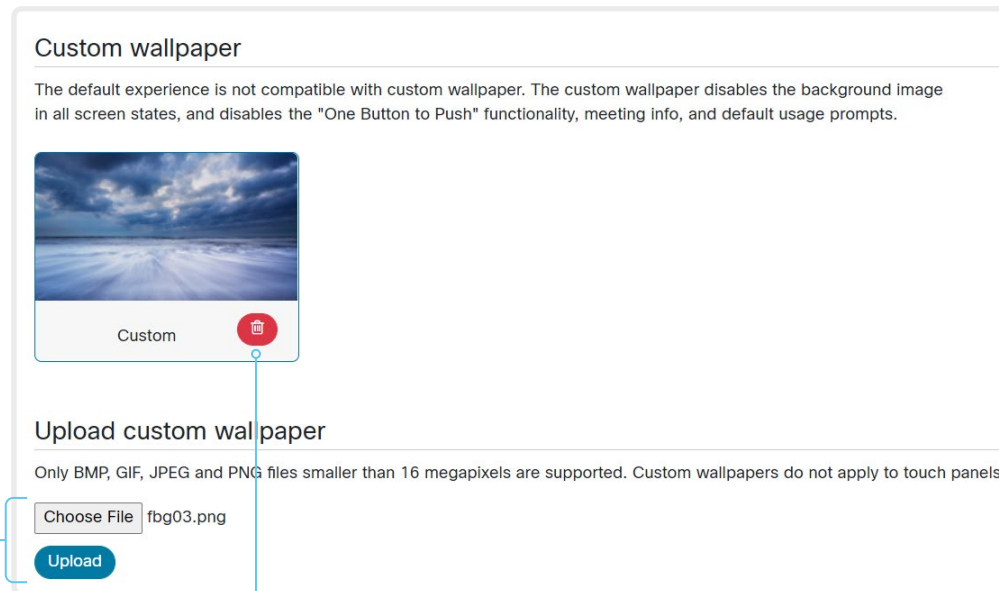 Custom wallpaper
The default experience is not compatible with custom wallpaper. The custom wallpaper disables the background image
in all screen states, and disables the "One Button to Push" functionality, meeting info, and default usage prompts.
Custom
Upload custom wallpaper
Only BMP, GIF, JPEG and PNG files smaller than 16 megapixels are supported. Custom wallpapers do not apply to touch panels
Choose File fbg03.png
Upload